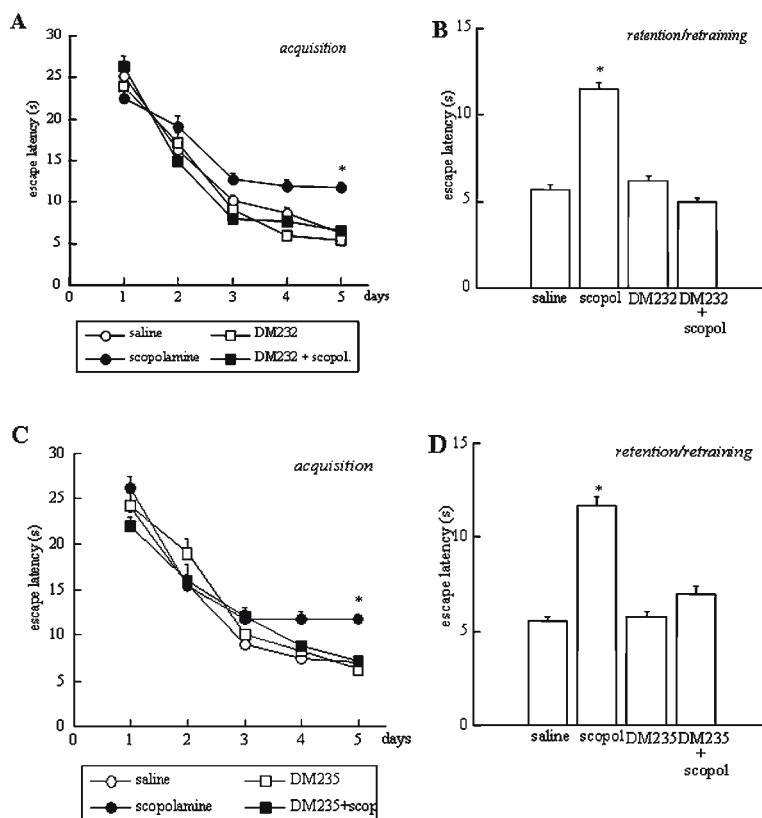 A
acquisition
escape latency (s)
30
25
20
15
10
5
0
0 1 2 3 4 5 days
saline DM232
scopolamine DM232 + scopol.
B
retention/retraining
escape latency (s)
15
10
5
0
*
*
saline scopol DM232 DM232
+
scopol
C
acquisition
escape latency (s)
30
25
20
15
10
5
0
0 1 2 3 4 5 days
*
saline DM235
scopolamine DM235+scop
D
retention/retraining
escape latency (s)
15
10
5
0
*
saline scopol DM235 DM235
+
scopol